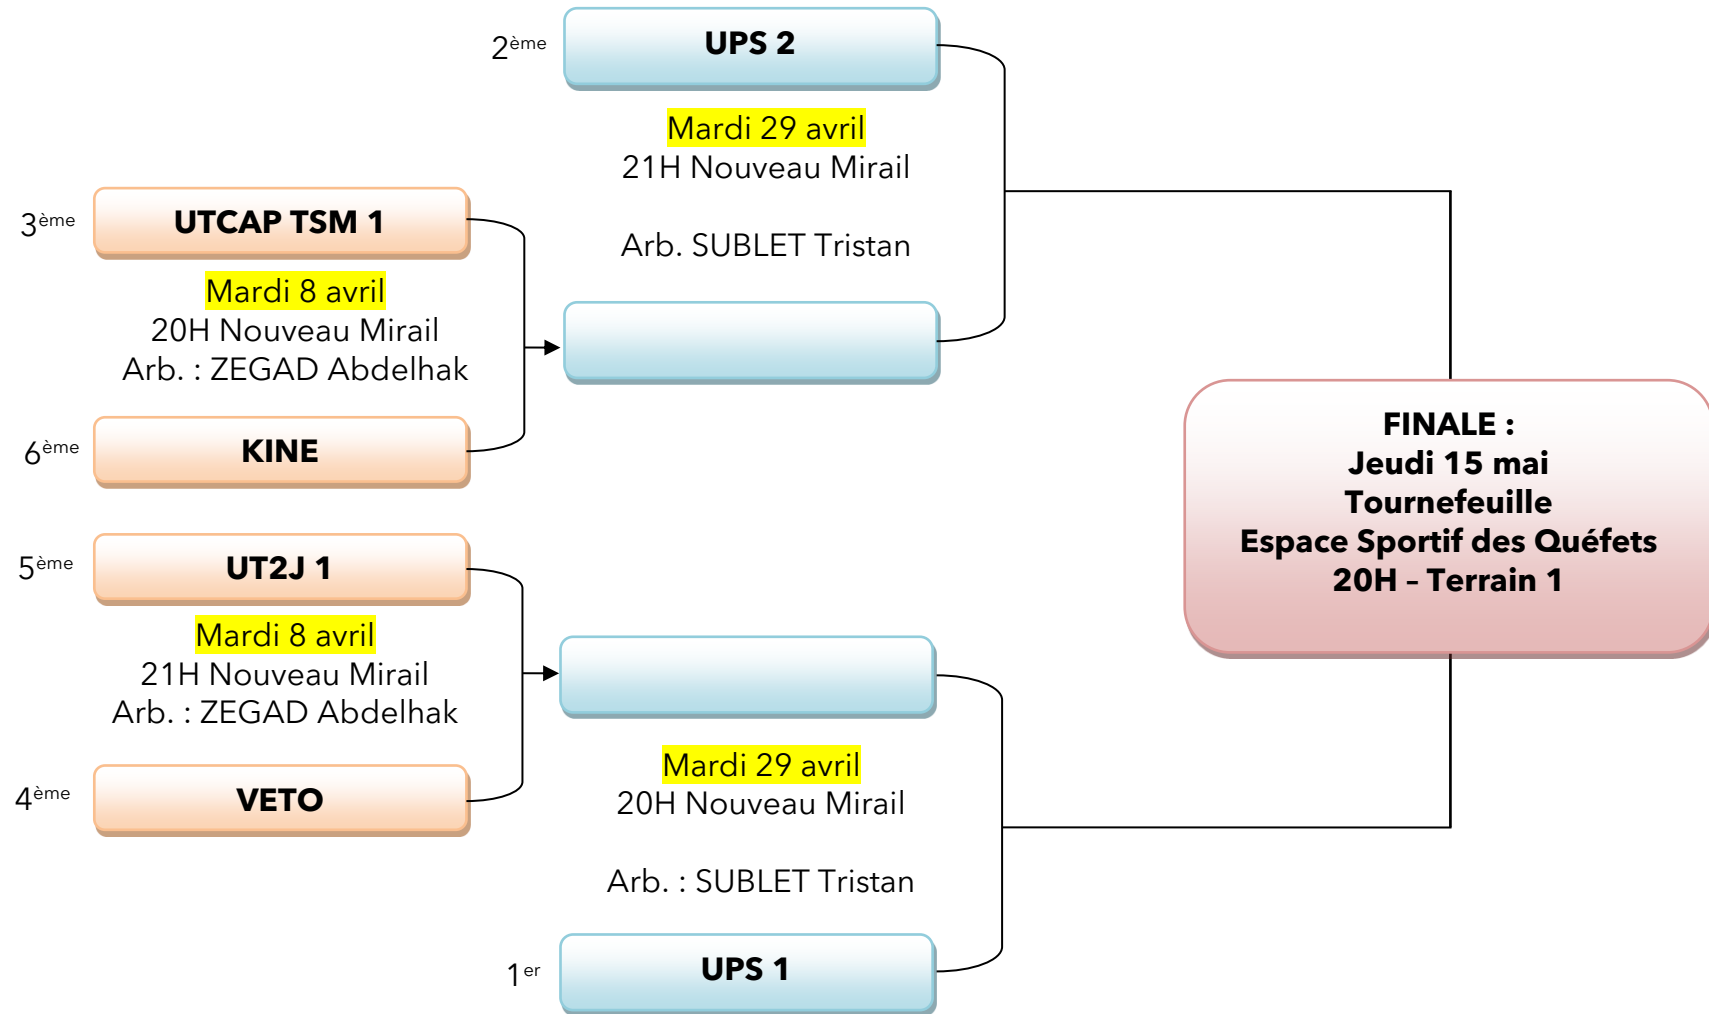 2ème
UPS 2
Mardi 29 avril
21H Nouveau Mirail
Arb. SUBLET Tristan
3ème
UTCAP TSM 1
Mardi 8 avril
20H Nouveau Mirail
Arb. : ZEGAD Abdelhak
6ème
KINE
FINALE :
Jeudi 15 mai
Tournefeuille
Espace Sportif des Quéfets
20H – Terrain 1
5ème
UT2J 1
Mardi 8 avril
21H Nouveau Mirail
Arb. : ZEGAD Abdelhak
4ème
VETO
Mardi 29 avril
20H Nouveau Mirail
Arb. : SUBLET Tristan
1er
UPS 1